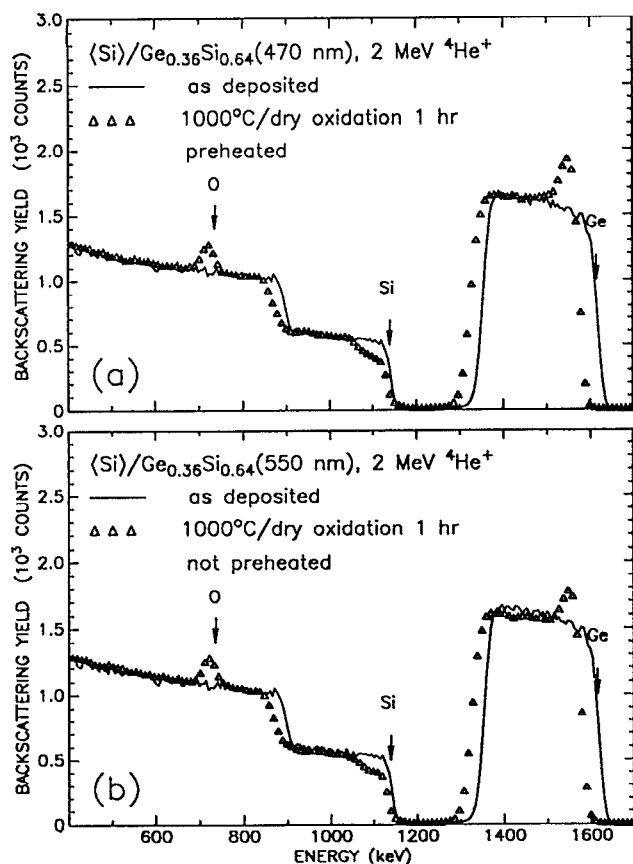 3.0
⟨Si⟩/Ge0.36Si0.64(470 nm), 2 MeV 4He+
2.5
as deposited
1000°C/dry oxidation 1 hr
2.0
preheated
O
1.5
Ge
Si
1.0
0.5
(a)
0
BACKSCATTERING YIELD (10³ COUNTS)
3.0
⟨Si⟩/Ge0.36Si0.64(550 nm), 2 MeV 4He+
2.5
as deposited
1000°C/dry oxidation 1 hr
2.0
not preheated
O
1.5
Ge
Si
1.0
0.5
(b)
0
BACKSCATTERING YIELD (10³ COUNTS)
600 800 1000 1200 1400 1600
ENERGY (keV)